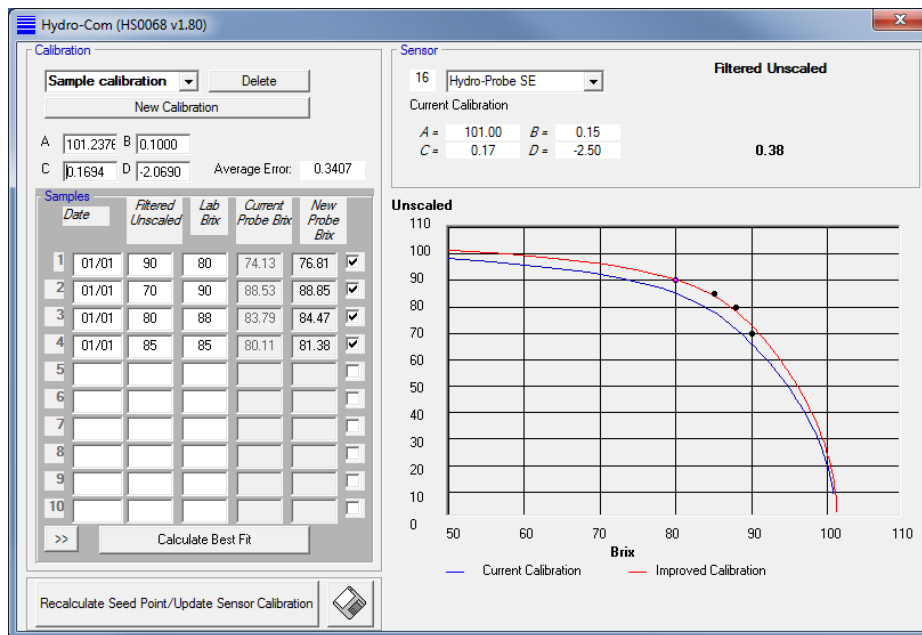 Hydro-Com (HS0068 v1.80)
Calibration
Sample calibration
Delete
New Calibration
A 101.2376 B 0.1000
C 0.1694 D -2.0690 Average Error: 0.3407
Samples
Date Filtered Unscaled Lab Brix Current Probe Brix New Probe Brix
1 01/01 90 80 74.13 76.81
2 01/01 70 90 88.53 88.85
3 01/01 80 88 83.79 84.47
4 01/01 85 85 80.11 81.38
5
6
7
8
9
10
>> Calculate Best Fit
Recalculate Seed Point/Update Sensor Calibration
Sensor
16 Hydro-Probe SE
Filtered Unscaled
Current Calibration
A = 101.00 B = 0.15
C = 0.17 D = -2.50
0.38
Unscaled
110
100
90
80
70
60
50
40
30
20
10
0
50 60 70 80 90 100 110
Brix
Current Calibration Improved Calibration